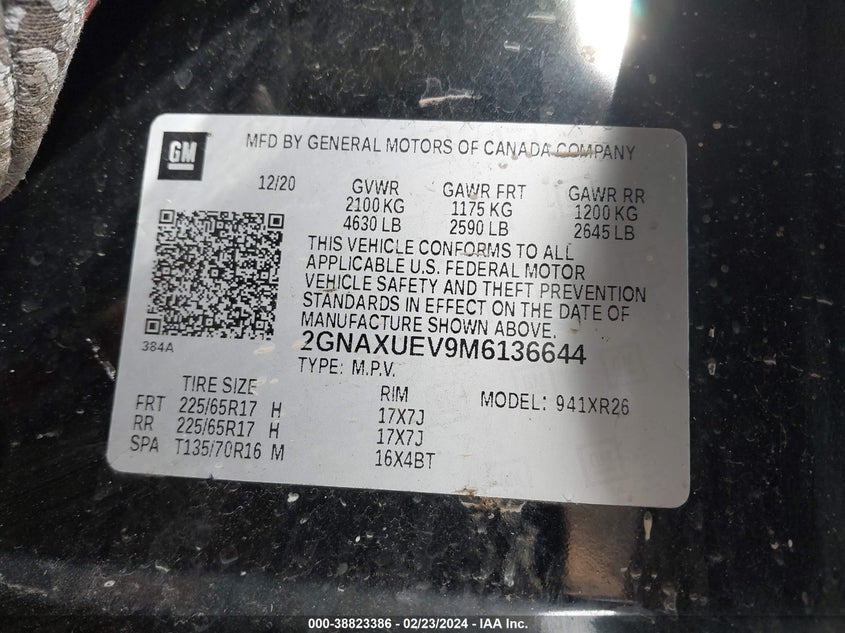 GM
MFD BY GENERAL MOTORS OF CANADA COMPANY
12/20 GVWR GAWR FRT GAWR RR
2100 KG 1175 KG 1200 KG
4630 LB 2590 LB 2645 LB
THIS VEHICLE CONFORMS TO ALL
APPLICABLE U.S. FEDERAL MOTOR
VEHICLE SAFETY AND THEFT PREVENTION
STANDARDS IN EFFECT ON THE DATE OF
MANUFACTURE SHOWN ABOVE.
384A
2GNAXUEV9M6136644
TYPE: M.P.V.
TIRE SIZE RIM MODEL: 941XR26
FRT 225/65R17 H 17X7J
RR 225/65R17 H 17X7J
SPA T135/70R16 M 16X4BT
000-38823386 - 02/23/2024 - IAA Inc.